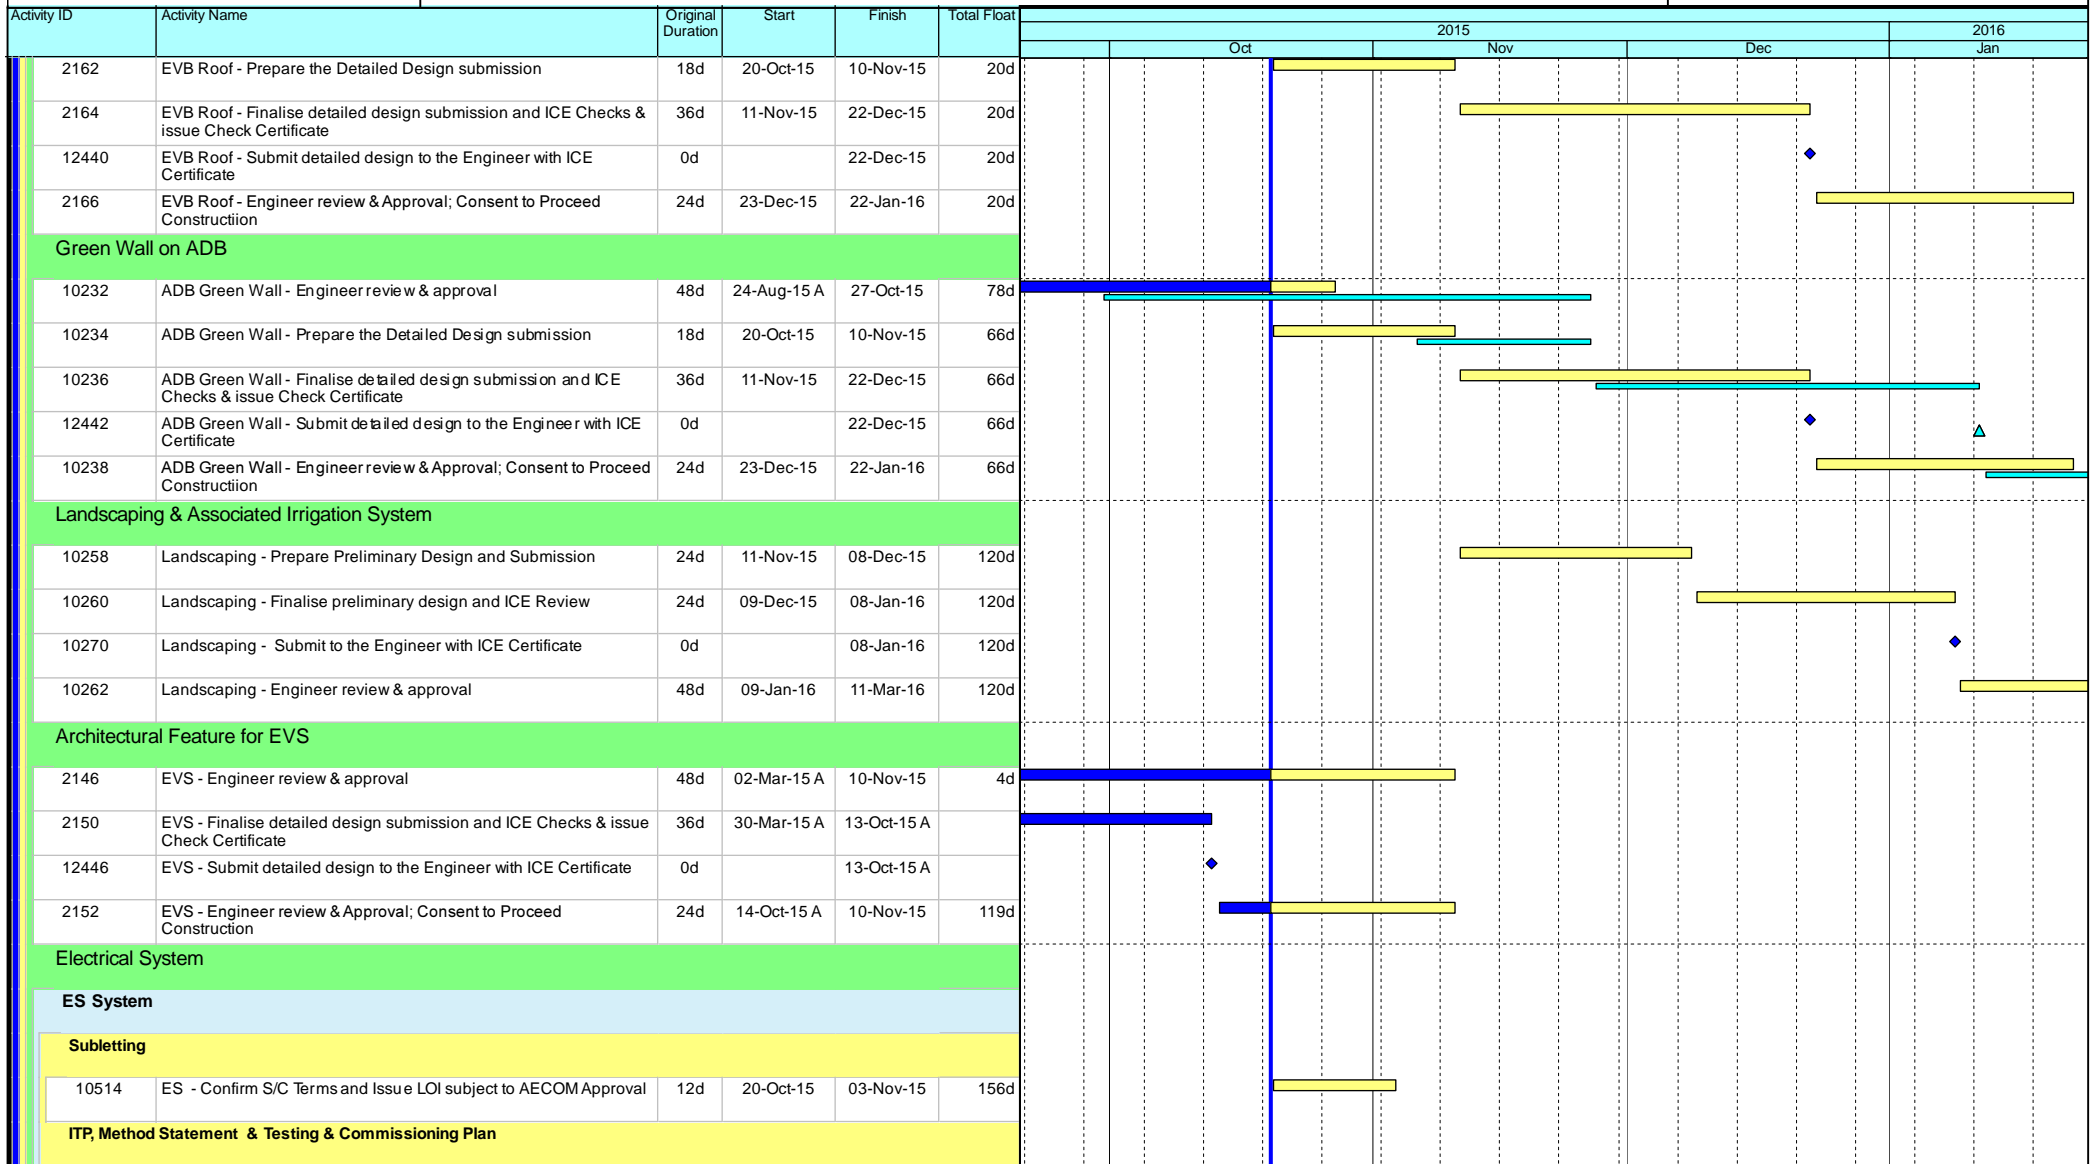 Activity ID Activity Name Original Start Finish Total Float
Duration
2015 2016
Oct Nov Dec Jan
2162 EVB Roof - Prepare the Detailed Design submission 18d 20-Oct-15 10-Nov-15 20d
2164 EVB Roof - Finalise detailed design submission and ICE Checks & 36d 11-Nov-15 22-Dec-15 20d
issue Check Certificate
12440 EVB Roof - Submit detailed design to the Engineer with ICE 0d 22-Dec-15 20d
Certificate
2166 EVB Roof - Engineer review & Approval; Consent to Proceed 24d 23-Dec-15 22-Jan-16 20d
Constructiion
Green Wall on ADB
10232 ADB Green Wall - Engineer review & approval 48d 24-Aug-15 A 27-Oct-15 78d
10234 ADB Green Wall - Prepare the Detailed Design submission 18d 20-Oct-15 10-Nov-15 66d
10236 ADB Green Wall - Finalise detailed design submission and ICE 36d 11-Nov-15 22-Dec-15 66d
Checks & issue Check Certificate
12442 ADB Green Wall - Submit detailed design to the Engineer with ICE 0d 22-Dec-15 66d
Certificate
10238 ADB Green Wall - Engineer review & Approval; Consent to Proceed 24d 23-Dec-15 22-Jan-16 66d
Constructiion
Landscaping & Associated Irrigation System
10258 Landscaping - Prepare Preliminary Design and Submission 24d 11-Nov-15 08-Dec-15 120d
10260 Landscaping - Finalise preliminary design and ICE Review 24d 09-Dec-15 08-Jan-16 120d
10270 Landscaping - Submit to the Engineer with ICE Certificate 0d 08-Jan-16 120d
10262 Landscaping - Engineer review & approval 48d 09-Jan-16 11-Mar-16 120d
Architectural Feature for EVS
2146 EVS - Engineer review & approval 48d 02-Mar-15 A 10-Nov-15 4d
2150 EVS - Finalise detailed design submission and ICE Checks & issue 36d 30-Mar-15 A 13-Oct-15 A
Check Certificate
12446 EVS - Submit detailed design to the Engineer with ICE Certificate 0d 13-Oct-15 A
2152 EVS - Engineer review & Approval; Consent to Proceed 24d 14-Oct-15 A 10-Nov-15 119d
Construction
Electrical System
ES System
Subletting
10514 ES - Confirm S/C Terms and Issue LOI subject to AECOM Approval 12d 20-Oct-15 03-Nov-15 156d
ITP, Method Statement & Testing & Commissioning Plan